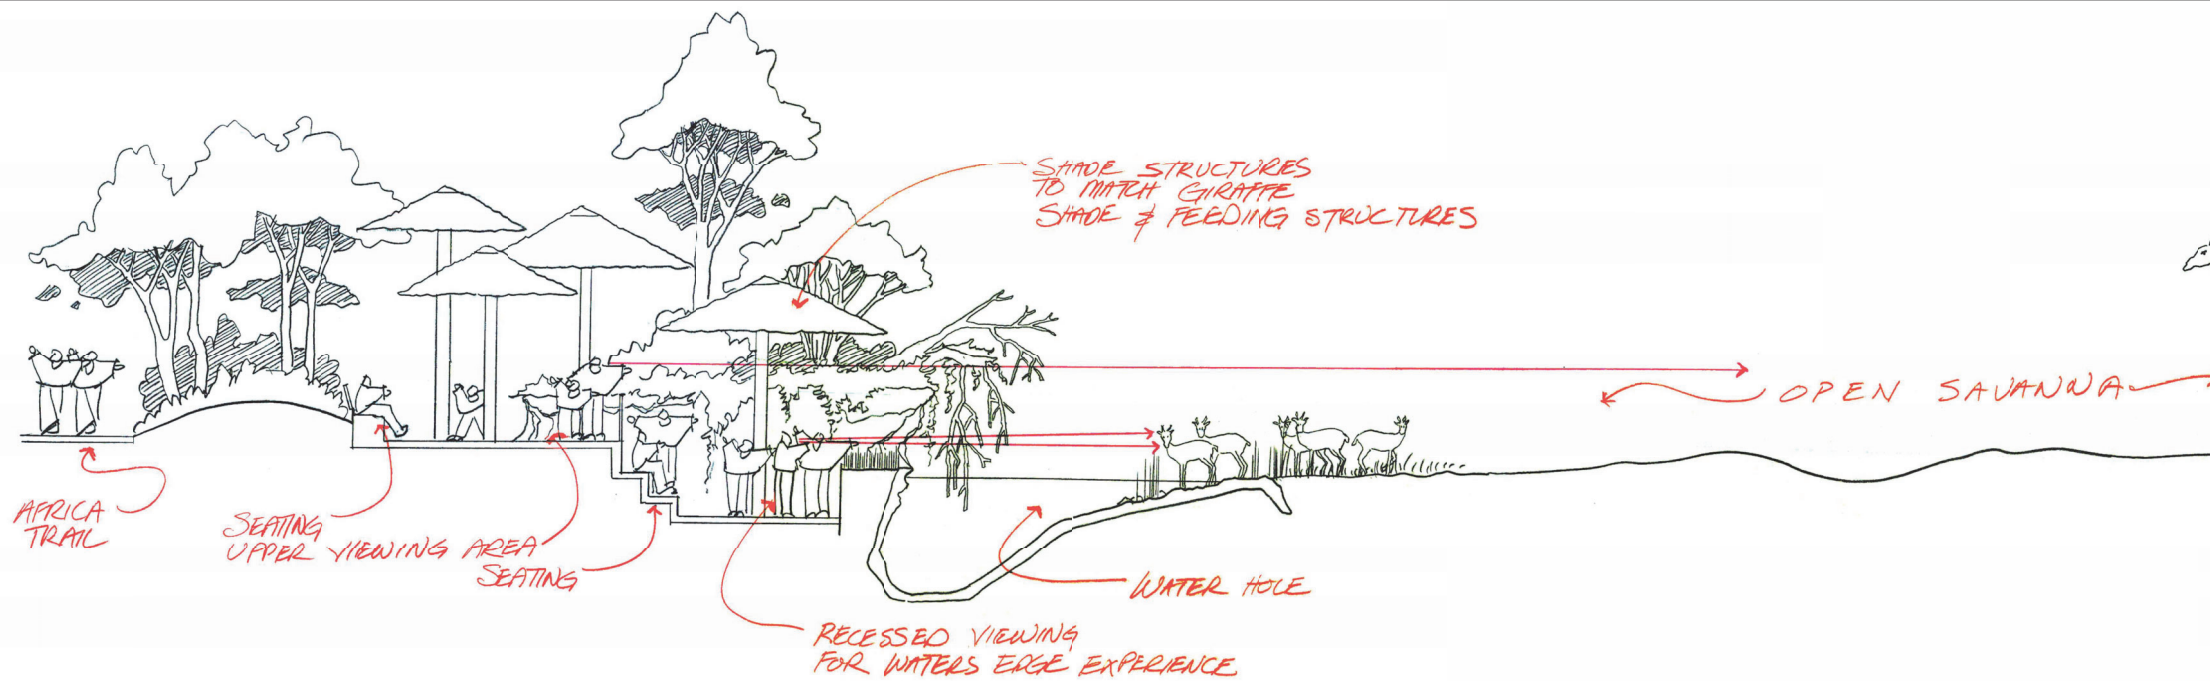 SHADE STRUCTURES
TO MATCH GIRAFFE
SHADE & FEEDING STRUCTURES
OPEN SAVANNA
AFRICA
TRAIL
SEATING
UPPER VIEWING AREA
SEATING
WATER HOLE
RECESSED VIEWING
FOR WATERS EDGE EXPERIENCE